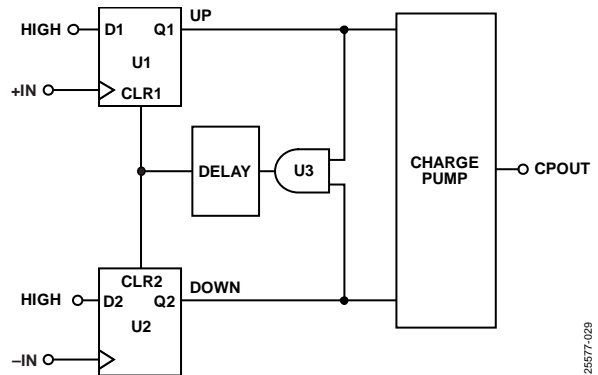 UP
HIGH D1 Q1
U1
+IN
CLR1
DELAY U3 CHARGE
PUMP CPOUT
CLR2
DOWN
HIGH D2 Q2
U2
–IN
25577-029